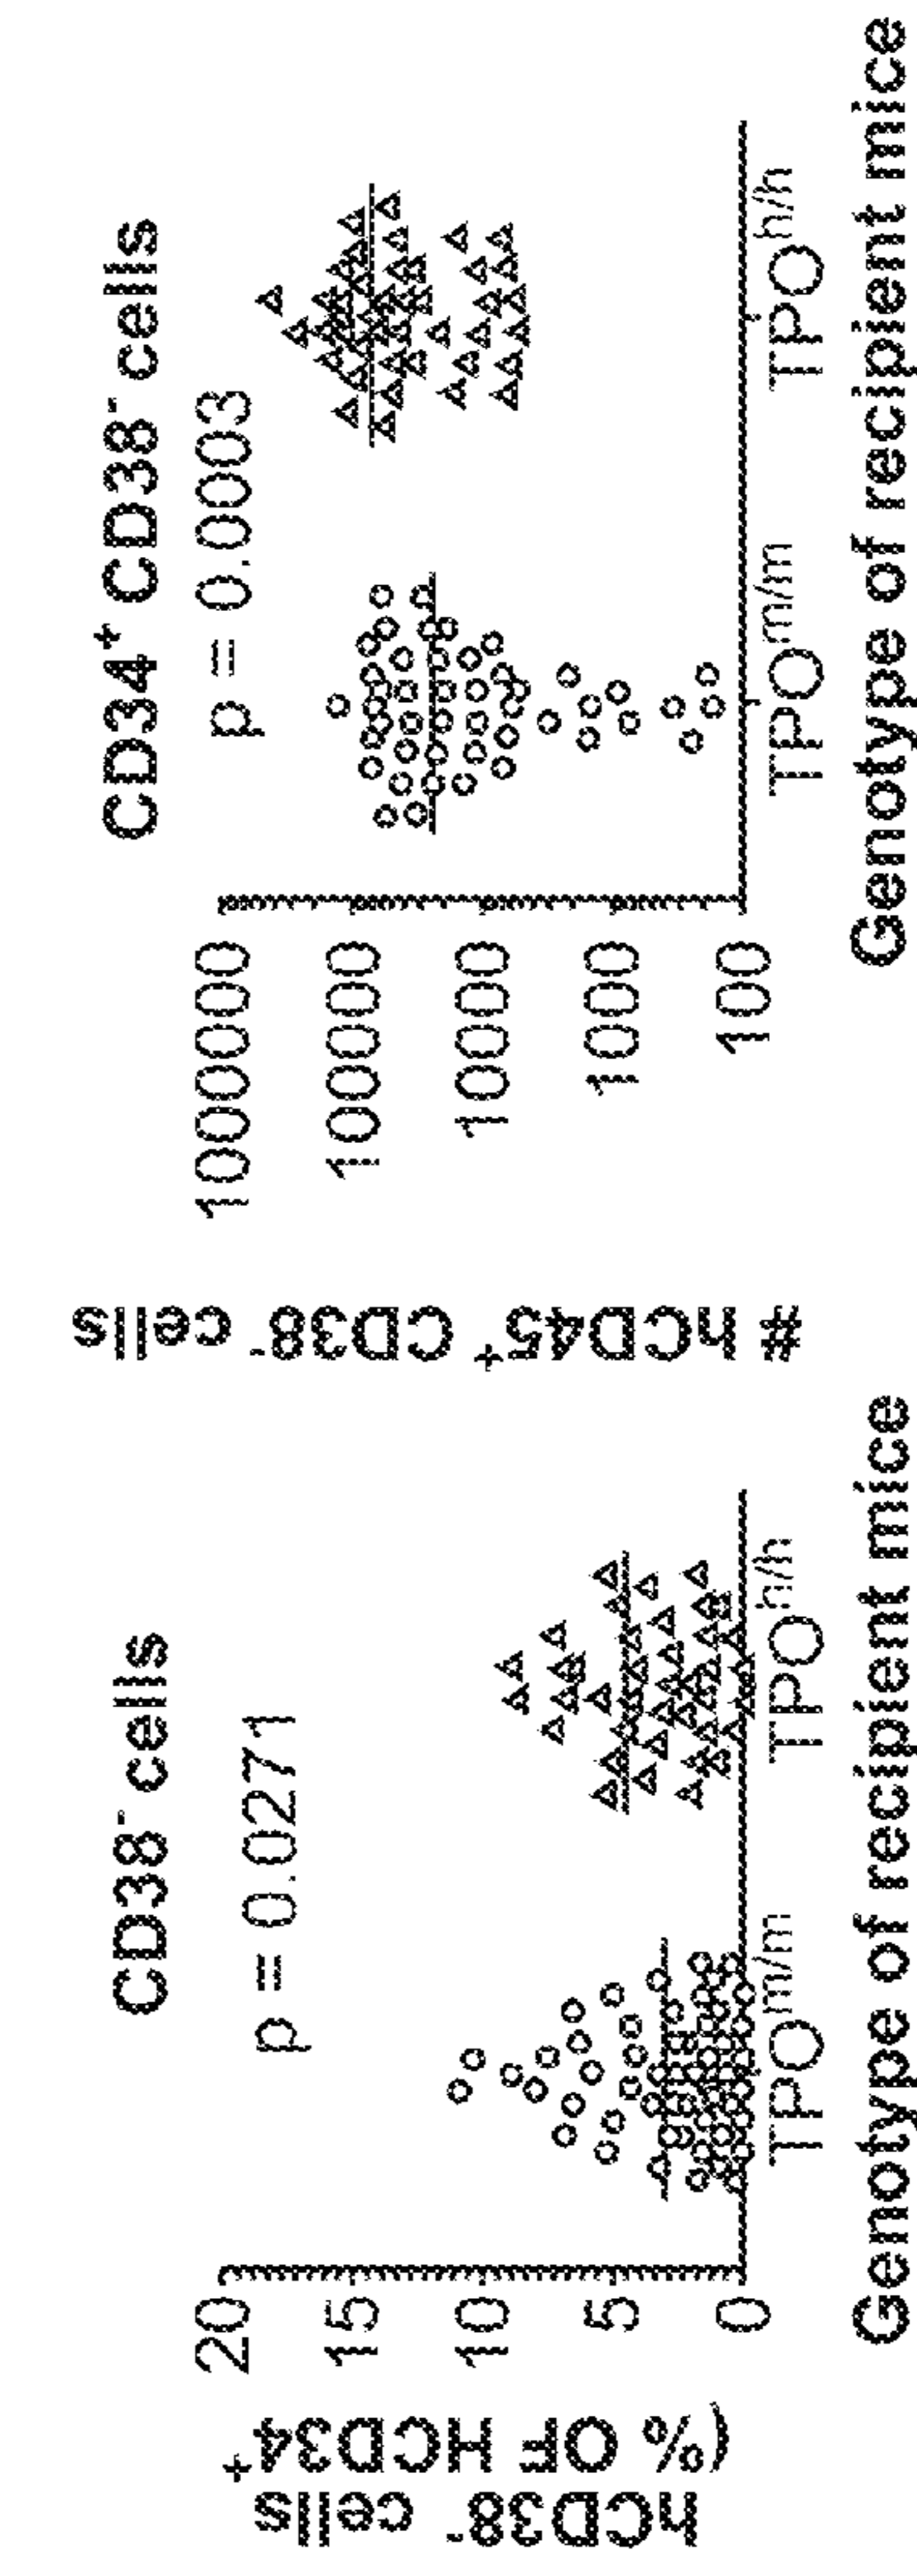 CD38⁻ cells
p = 0.0271
hCD38⁻ cells
(% OF HCD34⁺
20
15
10
5
0
TPOᵐ/ᵐ TPOʰ/ʰ
Genotype of recipient mice
CD34⁺ CD38⁻ cells
p = 0.0003
# hCD45⁺ CD38⁻ cells
1000000
100000
10000
1000
100
TPOᵐ/ᵐ TPOʰ/ʰ
Genotype of recipient mice